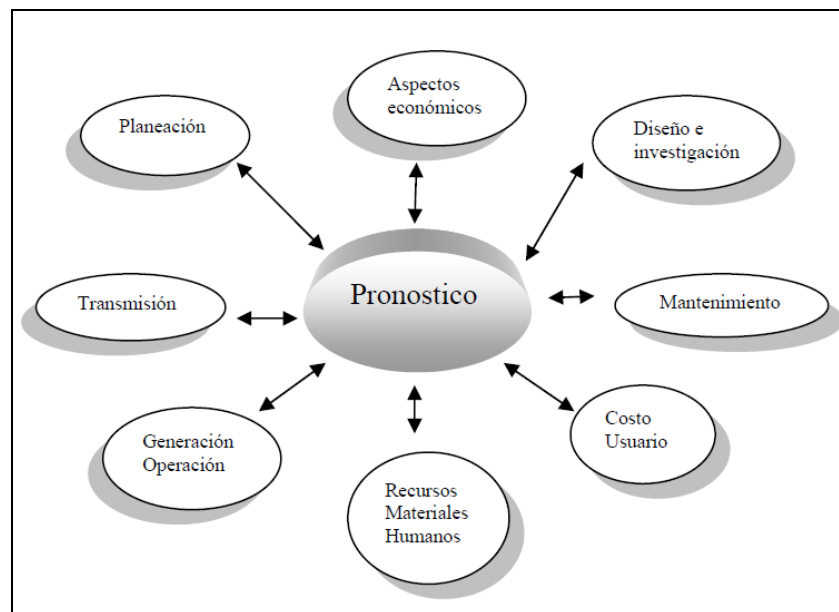 Aspectos
económicos
Planeación
Diseño e
investigación
Transmisión
Pronostico
Mantenimiento
Generación
Operación
Recursos
Materiales
Humanos
Costo
Usuario